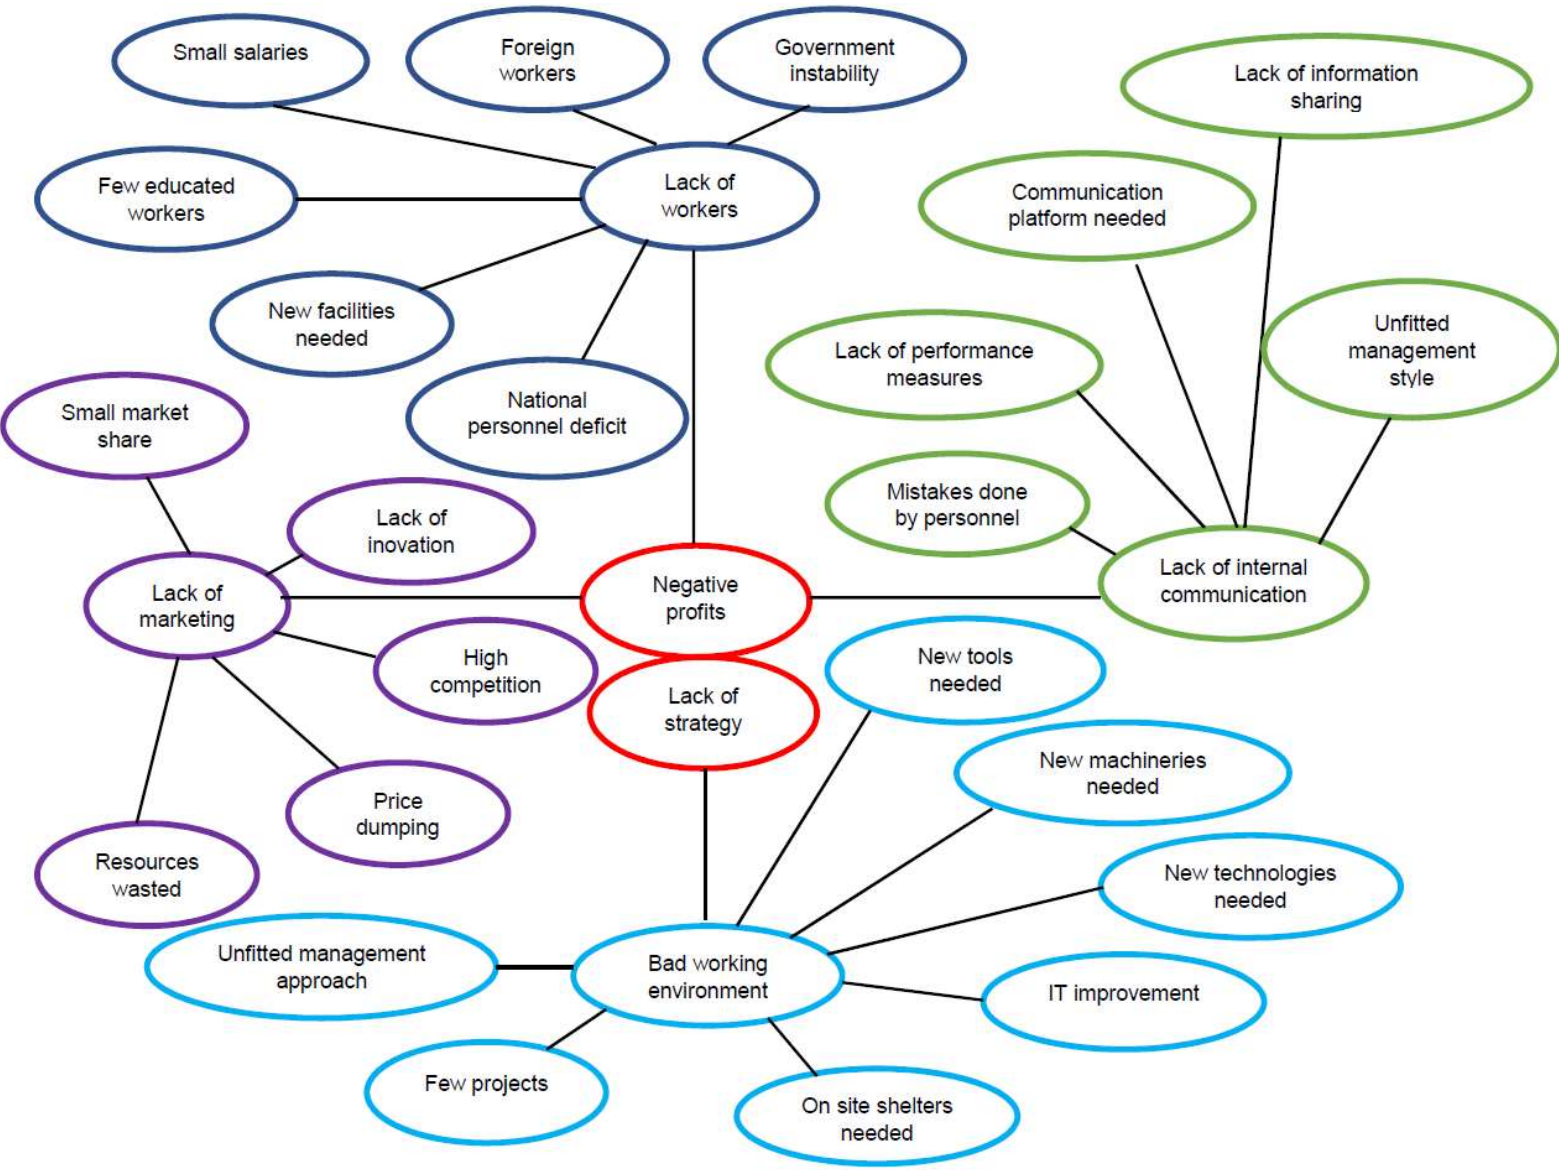 Small salaries
Foreign
workers
Government
instability
Lack of information
sharing
Few educated
workers
Lack of
workers
Communication
platform needed
New facilities
needed
National
personnel deficit
Lack of performance
measures
Unfitted
management
style
Small market
share
Lack of
inovation
Mistakes done
by personnel
Lack of
marketing
Negative
profits
Lack of internal
communication
High
competition
Lack of
strategy
New tools
needed
New machineries
needed
Price
dumping
Resources
wasted
New technologies
needed
Unfitted management
approach
Bad working
environment
IT improvement
Few projects
On site shelters
needed